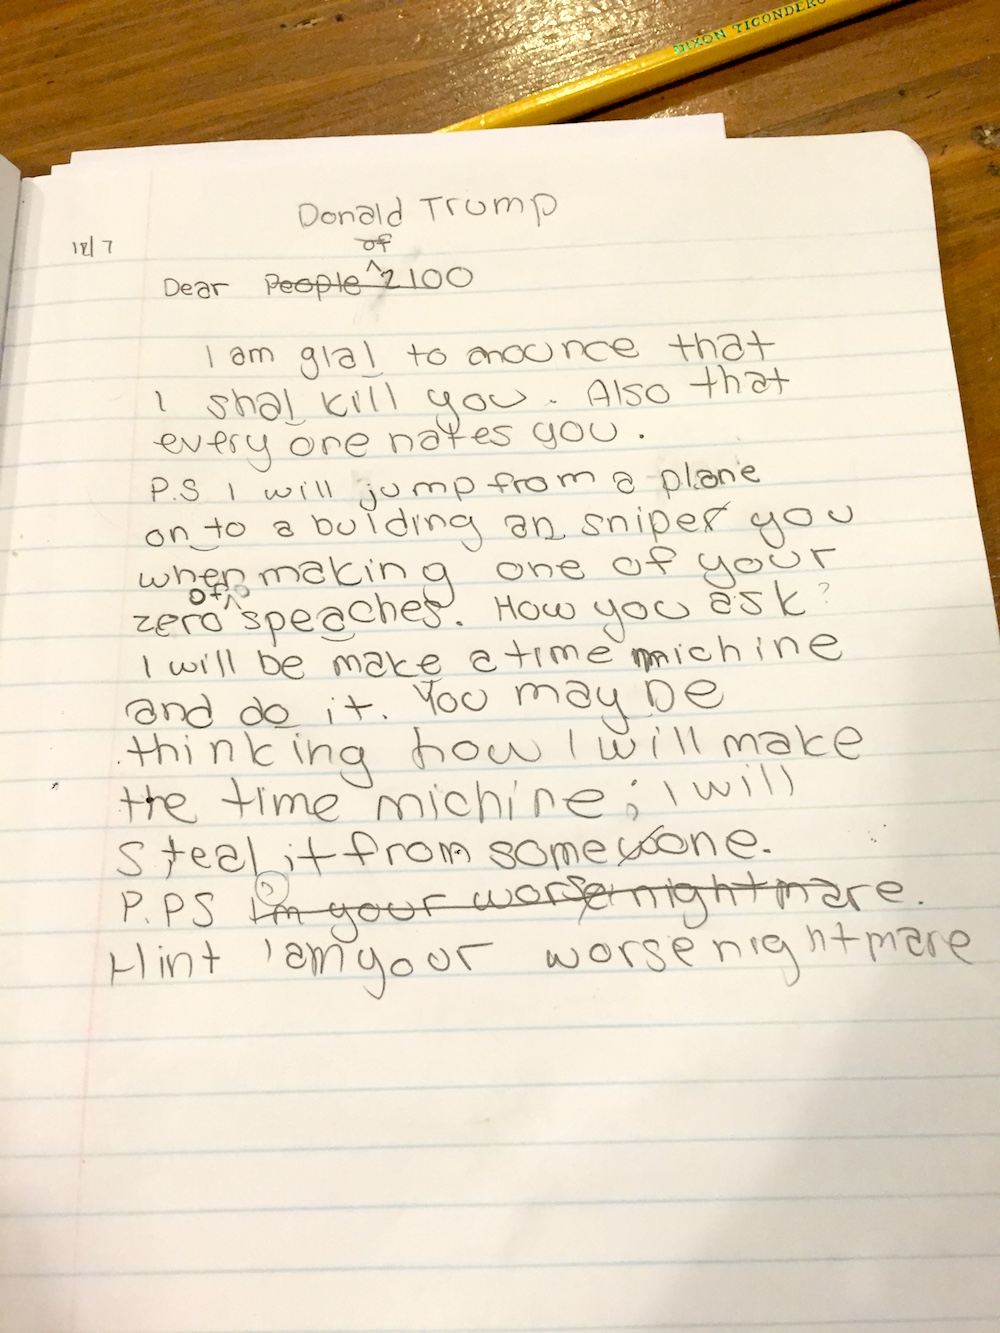 DIXON TICONDERO
Donald Trump
12/7
of
Dear People ^ 2100
I am glal to anounce that
I shal kill you. Also that
every one hates you.
P.S I will jump from a plane
on to a bulding an sniper you
when making one of your
of
zero ^ speaches. How you ask?
I will be make a time michine
and do it. You may be
thinking how I will make
the time michine; I will
steal it from someone.
P.PS I'm your worse nightmare.
Hint I am your worse nightmare